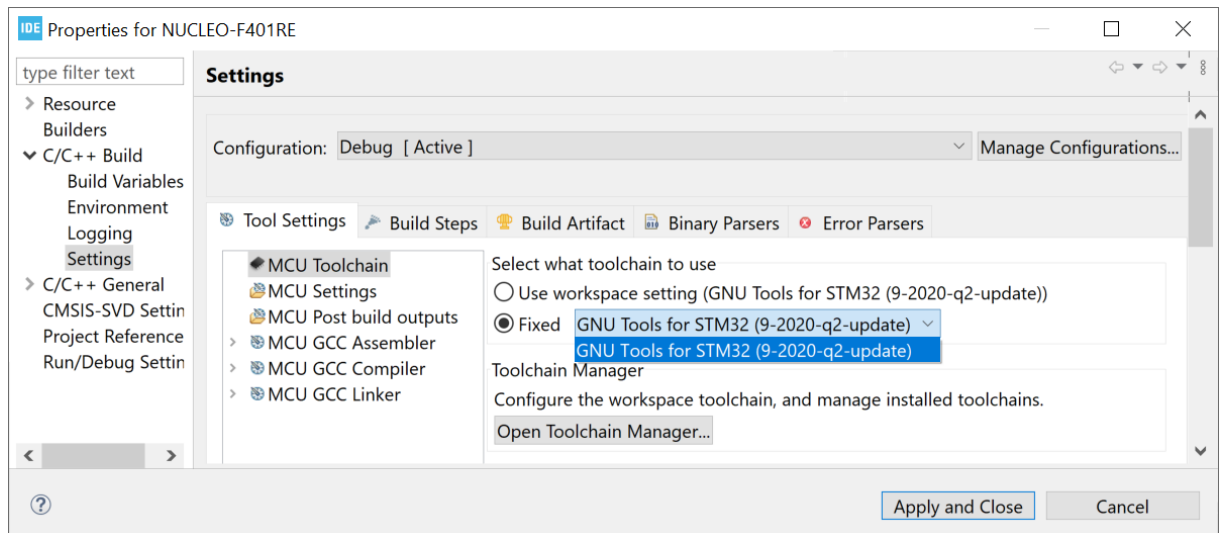 IDE Properties for NUCLEO-F401RE
type filter text
Resource
Builders
C/C++ Build
Build Variables
Environment
Logging
Settings
C/C++ General
CMSIS-SVD Settin
Project Reference
Run/Debug Settin
Settings
Configuration: Debug [ Active ] Manage Configurations...
Tool Settings Build Steps Build Artifact Binary Parsers Error Parsers
MCU Toolchain
MCU Settings
MCU Post build outputs
MCU GCC Assembler
MCU GCC Compiler
MCU GCC Linker
Select what toolchain to use
Use workspace setting (GNU Tools for STM32 (9-2020-q2-update))
Fixed GNU Tools for STM32 (9-2020-q2-update)
GNU Tools for STM32 (9-2020-q2-update)
Toolchain Manager
Configure the workspace toolchain, and manage installed toolchains.
Open Toolchain Manager...
Apply and Close Cancel